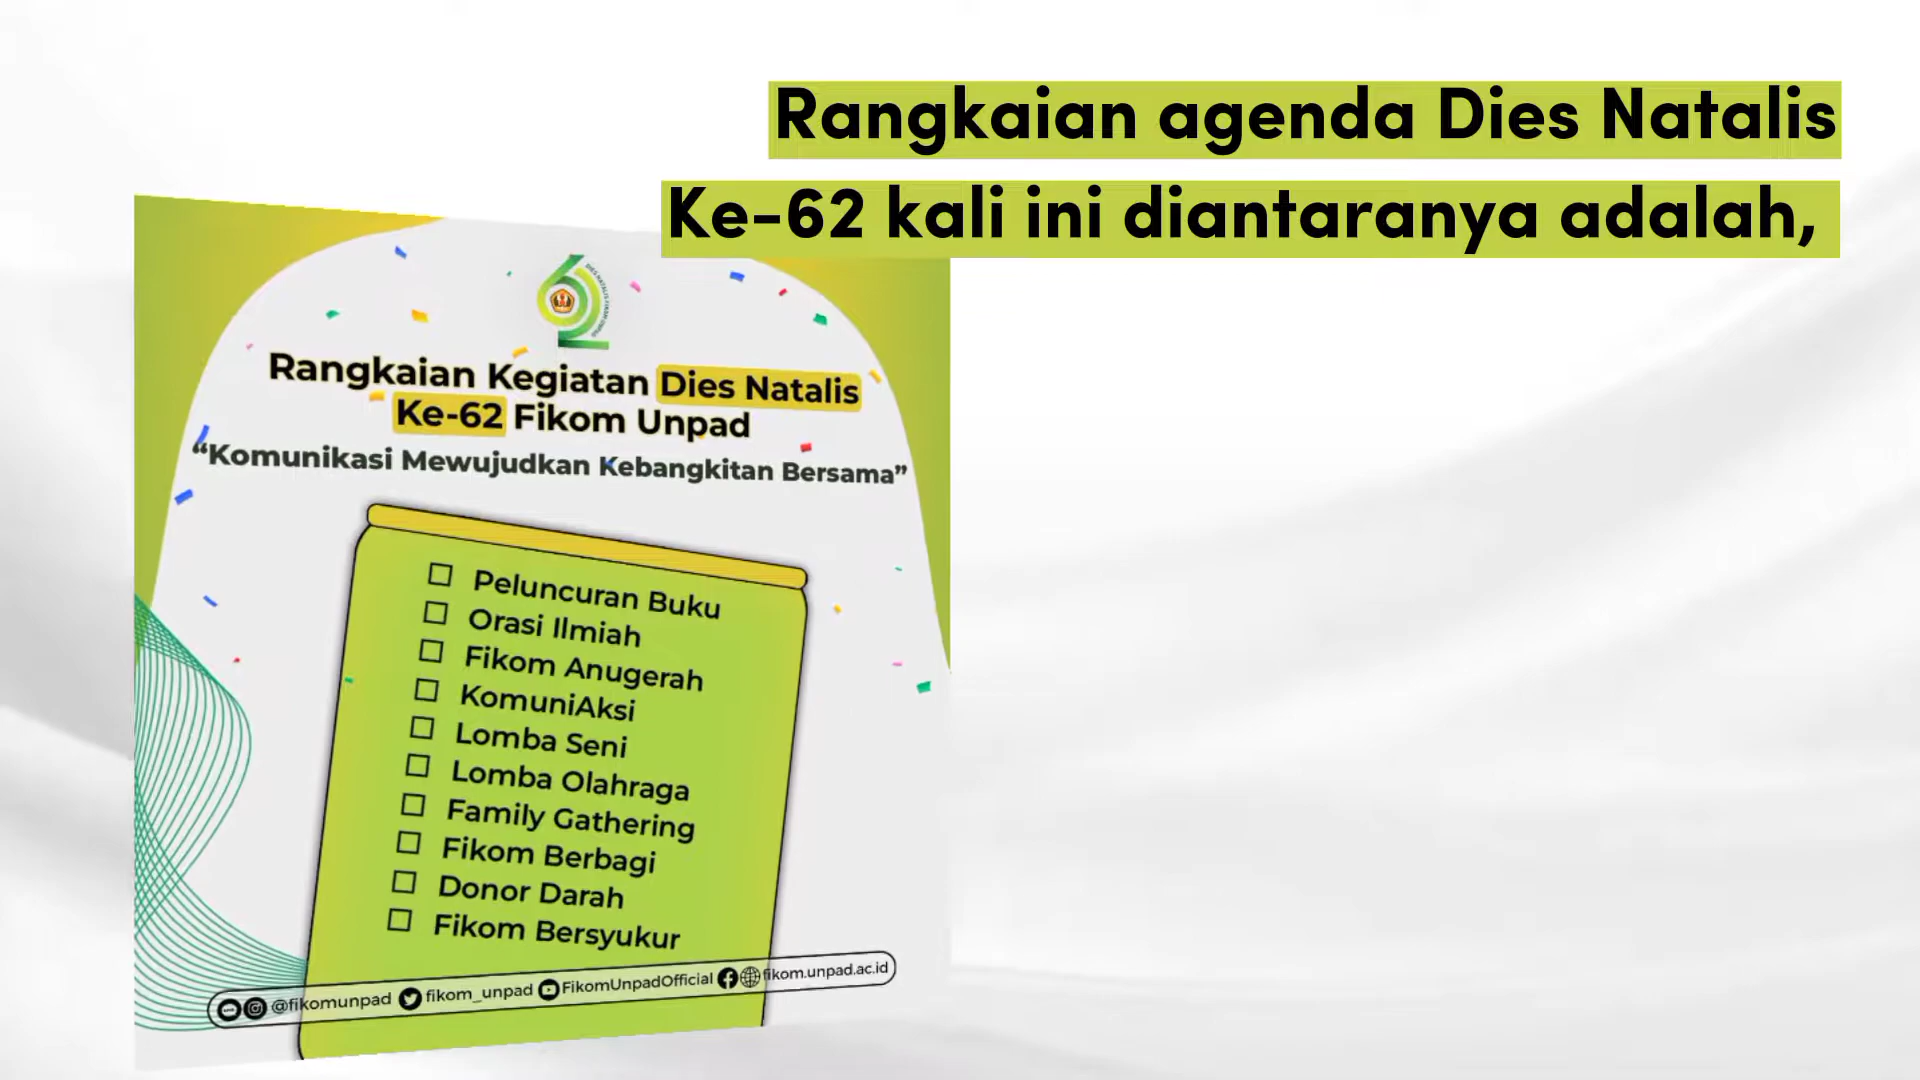 Rangkaian agenda Dies Natalis
Ke-62 kali ini diantaranya adalah,
Rangkaian Kegiatan Dies Natalis
Ke-62 Fikom Unpad
“Komunikasi Mewujudkan Kebangkitan Bersama”
Peluncuran Buku
Orasi Ilmiah
Fikom Anugerah
KomuniAksi
Lomba Seni
Lomba Olahraga
Family Gathering
Fikom Berbagi
Donor Darah
Fikom Bersyukur
@fikomunpad fikom_unpad FikomUnpadOfficial fikom.unpad.ac.id